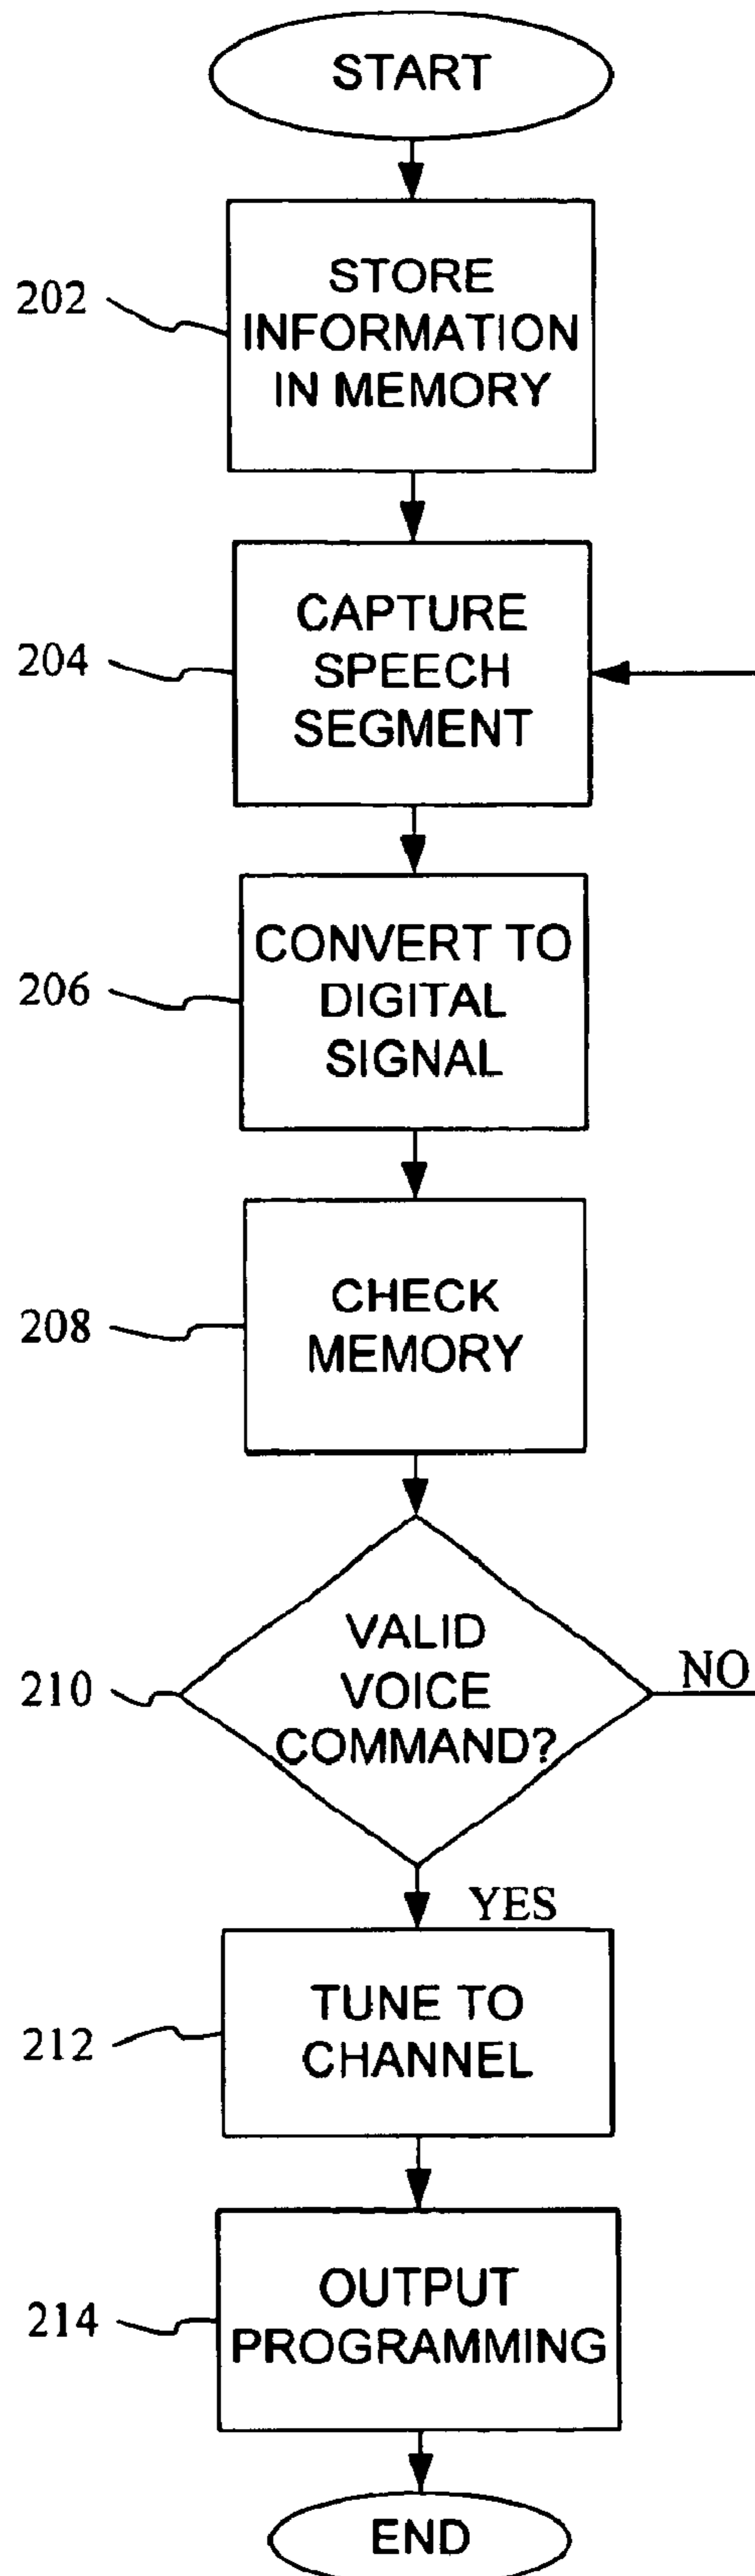 START
202
STORE
INFORMATION
IN MEMORY
204
CAPTURE
SPEECH
SEGMENT
206
CONVERT TO
DIGITAL
SIGNAL
208
CHECK
MEMORY
210
VALID
VOICE
COMMAND?
NO
YES
212
TUNE TO
CHANNEL
214
OUTPUT
PROGRAMMING
END